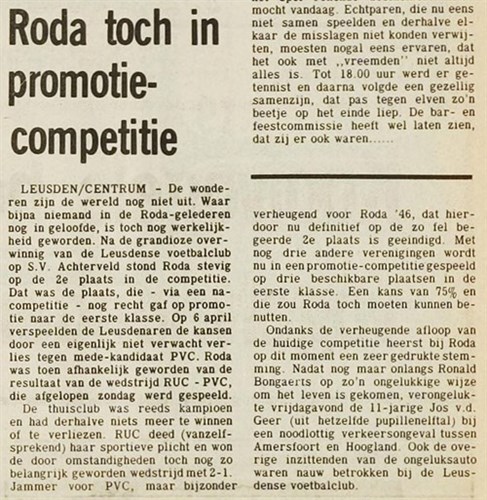 Roda toch in
promotie-
competitie
LEUSDEN/CENTRUM - De wonde-
ren zijn de wereld nog niet uit. Waar
bijna niemand in de Roda-gelederen
nog in geloofde, is toch nog werkelijk-
heid geworden. Na de grandioze over-
winnig van de Leusdense voetbalclub
op S.V. Achterveld stond Roda stevig
op de 2e plaats in de competitie.
Dat was de plaats, die - via een na-
competitie - nog recht gaf op promo-
tie naar de eerste klasse. Op 6 april
verspeelden de Leusdenaren de kansen
door een eigenlijk niet verwacht ver-
lies tegen mede-kandidaat PVC. Roda
was toen afhankelijk geworden van de
resultaat van de wedstrijd RUC - PVC,
die afgelopen zondag werd gespeeld.
De thuisclub was reeds kampioen
en had derhalve niets meer te winnen
of te verliezen. RUC deed (vanzelf-
sprekend) haar sportieve plicht en won
de door omstandigheden toch nog zo
belangrijk geworden wedstrijd met 2-1.
Jammer voor PVC, maar bijzonder
mocht vandaag. Echtparen, die nu eens
niet samen speelden en derhalve el-
kaar de misslagen niet konden verwij-
ten, moesten nogal eens ervaren, dat
het ook met ,,vreemden" niet altijd
alles is. Tot 18.00 uur werd er ge-
tennist en daarna volgde een gezellig
samenzijn, dat pas tegen elven zo'n
beetje op het einde liep. De bar- en
feestcommissie heeft wel laten zien,
dat zij er ook waren......
verheugend voor Roda '46, dat hier-
door nu definitief op de zo fel be-
geerde 2e plaats is geeindigd. Met
nog drie andere verenigingen wordt
nu in een promotie-competitie gespeeld
op drie beschikbare plaatsen in de
eerste klasse. Een kans van 75% en
die zou Roda toch moeten kunnen be-
nutten.
Ondanks de verheugende afloop van
de huidige competitie heerst bij Roda
op dit moment een zeer gedrukte stem-
ming. Nadat nog maar onlangs Ronald
Bongaerts op zo'n ongelukkige wijze
om het leven is gekomen, verongeluk-
te vrijdagavond de 11-jarige Jos v.d.
Geer (uit hetzelfde pupillenelftal) bij
een noodlottig verkeersongeval tussen
Amersfoort en Hoogland. Ook de ove-
rige inzittenden van de ongeluksauto
waren nauw betrokken bij de Leus-
dense voetbalclub.